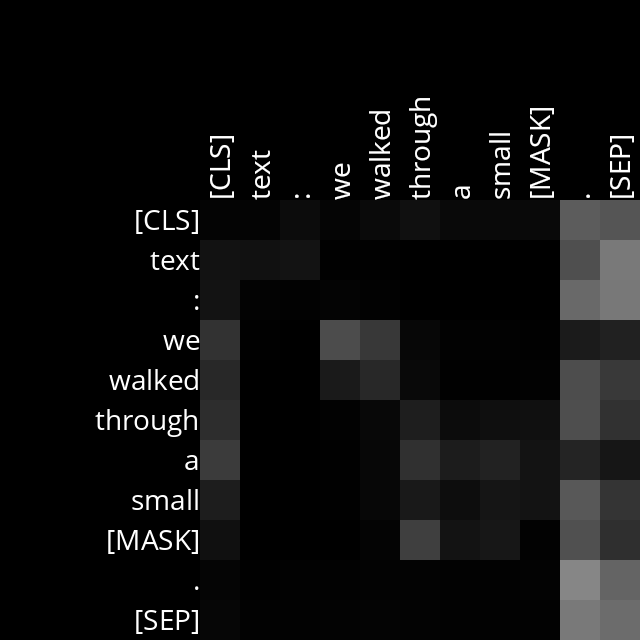 [CLS] text : we walked through a small [MASK] . [SEP]
[CLS]
text
:
we
walked
through
a
small
[MASK]
.
[SEP]